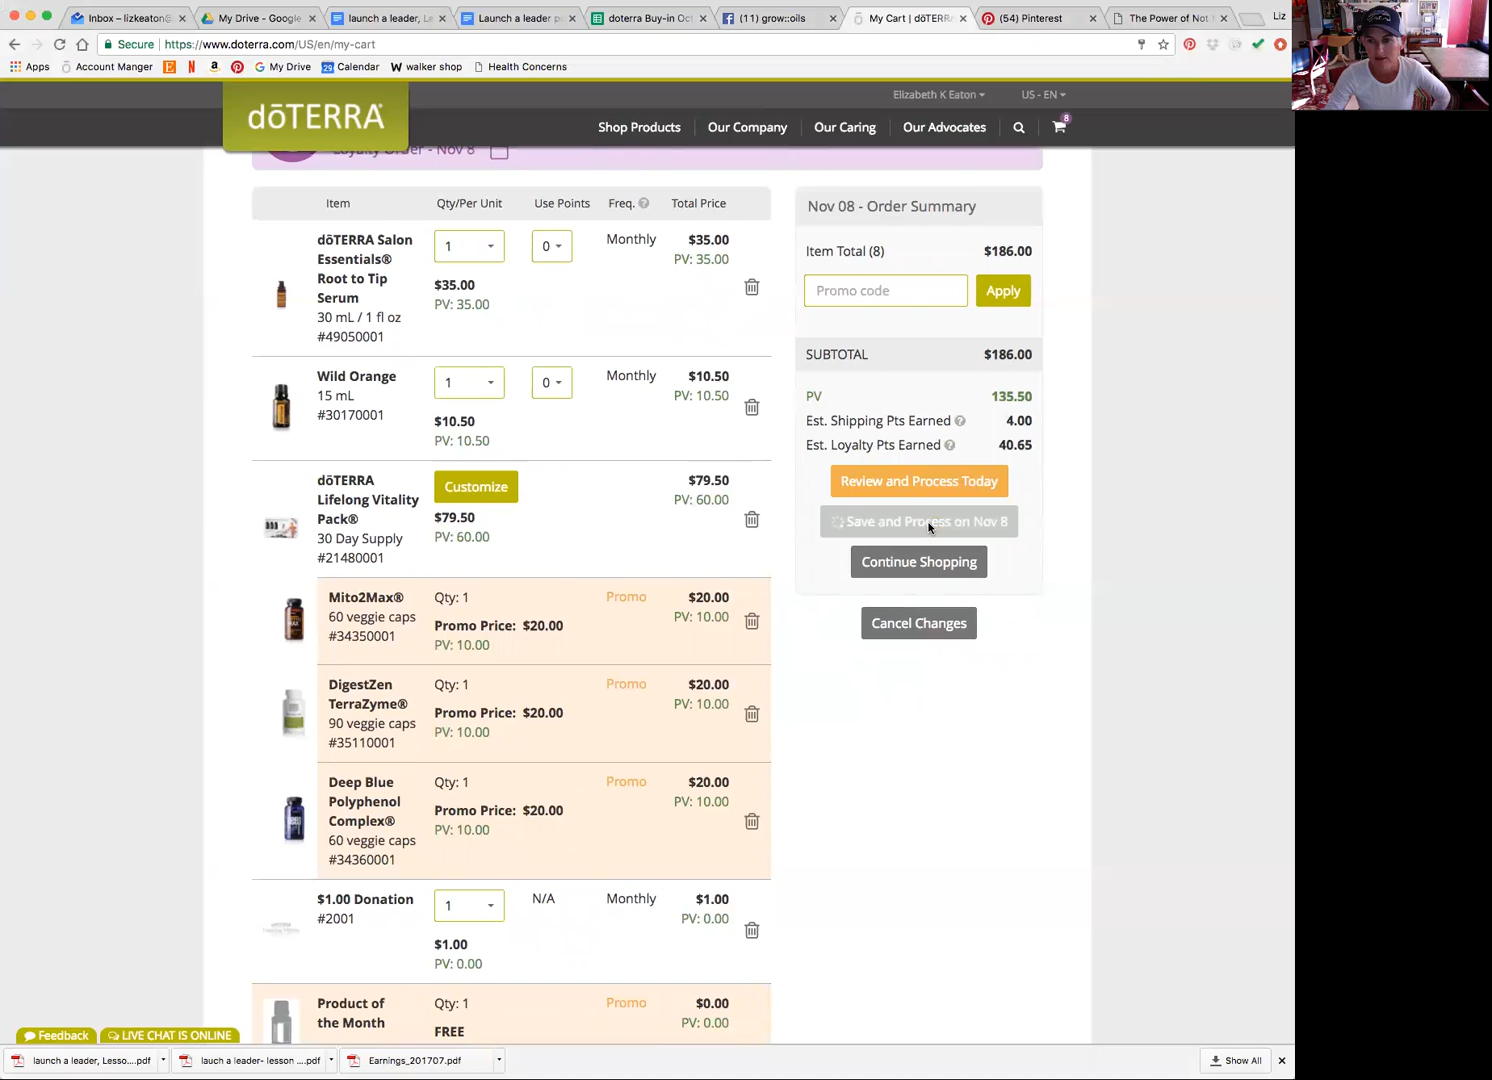 Inbox – lizkeaton@
My Drive - Google
launch a leader, Le
Launch a leader p
doterra Buy-in Oc
(11) grow::oils
My Cart | dōTERR
(54) Pinterest
The Power of Not
Liz
Secure
https://www.doterra.com/US/en/my-cart
Apps
Account Manger
My Drive
Calendar
walker shop
Health Concerns
Elizabeth K Eaton
US - EN
dōTERRA
Shop Products
Our Company
Our Caring
Our Advocates
8
Loyalty Order - Nov 8
Item
Qty/Per Unit
Use Points
Freq.
Total Price
dōTERRA Salon
Essentials®
Root to Tip
Serum
30 mL / 1 fl oz
#49050001
1
$35.00
PV: 35.00
0
Monthly
$35.00
PV: 35.00
Wild Orange
15 mL
#30170001
1
$10.50
PV: 10.50
0
Monthly
$10.50
PV: 10.50
dōTERRA
Lifelong Vitality
Pack®
30 Day Supply
#21480001
Customize
$79.50
PV: 60.00
$79.50
PV: 60.00
Mito2Max®
60 veggie caps
#34350001
Qty: 1
Promo Price: $20.00
PV: 10.00
Promo
$20.00
PV: 10.00
DigestZen
TerraZyme®
90 veggie caps
#35110001
Qty: 1
Promo Price: $20.00
PV: 10.00
Promo
$20.00
PV: 10.00
Deep Blue
Polyphenol
Complex®
60 veggie caps
#34360001
Qty: 1
Promo Price: $20.00
PV: 10.00
Promo
$20.00
PV: 10.00
$1.00 Donation
#2001
1
$1.00
PV: 0.00
N/A
Monthly
$1.00
PV: 0.00
Product of
the Month
Qty: 1
FREE
Promo
$0.00
PV: 0.00
Nov 08 - Order Summary
Item Total (8) $186.00
Promo code
Apply
SUBTOTAL $186.00
PV 135.50
Est. Shipping Pts Earned 4.00
Est. Loyalty Pts Earned 40.65
Review and Process Today
Save and Process on Nov 8
Continue Shopping
Cancel Changes
Feedback
LIVE CHAT IS ONLINE
launch a leader, Lesso....pdf
lauch a leader- lesson ....pdf
Earnings_201707.pdf
Show All